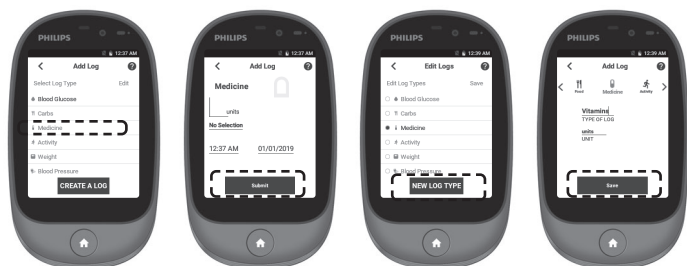 PHILIPS
12:37 AM
Add Log
?
Select Log Type Edit
Blood Glucose
Carbs
Medicine
Activity
Weight
Blood Pressure
CREATE A LOG
PHILIPS
12:37 AM
Add Log
?
Medicine
units
No Selection
12:37 AM 01/01/2019
Submit
PHILIPS
12:39 AM
Edit Logs
?
Edit Log Types Save
Blood Glucose
Carbs
Medicine
Activity
Weight
Blood Pressure
NEW LOG TYPE
PHILIPS
12:39 AM
Add Log
?
Food Medicine Activity
Vitamins
TYPE OF LOG
units
UNIT
Save